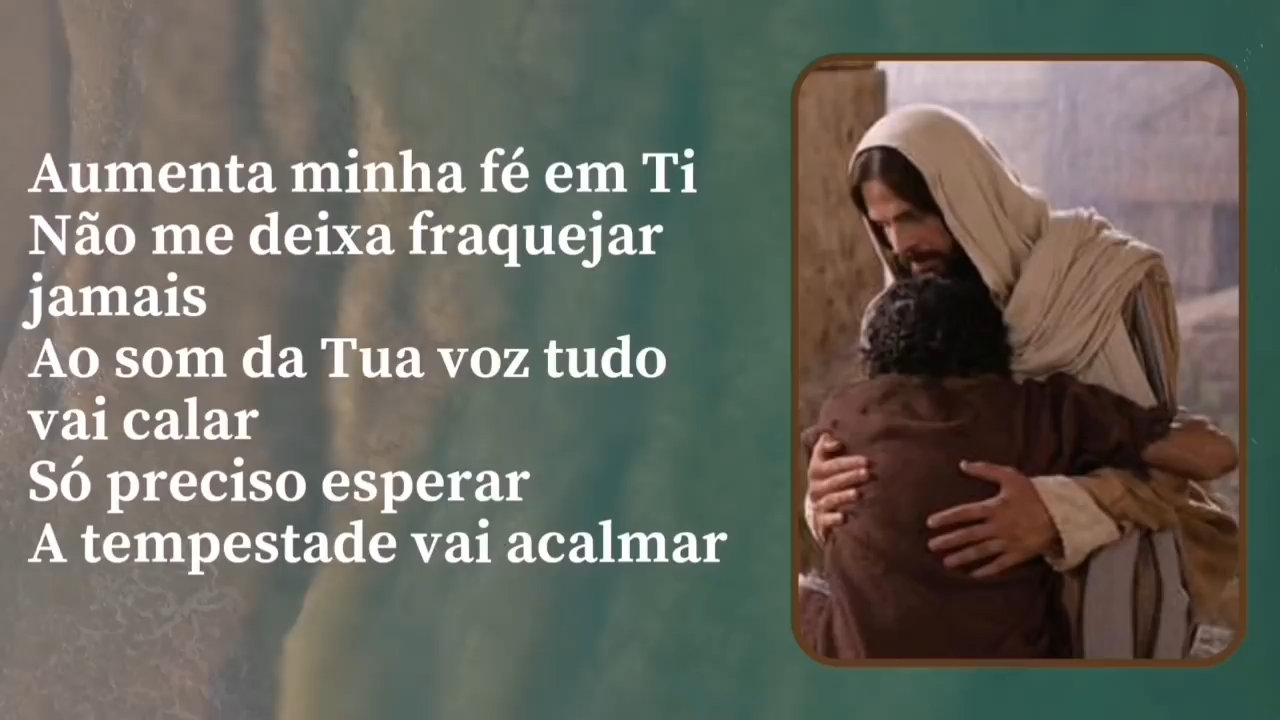 Aumenta minha fé em Ti
Não me deixa fraquejar
jamais
Ao som da Tua voz tudo
vai calar
Só preciso esperar
A tempestade vai acalmar